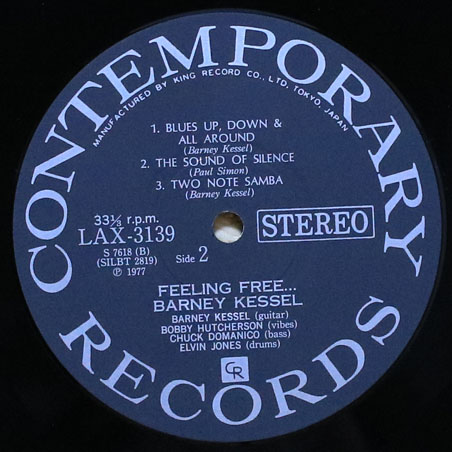 CONTEMPORARY
MANUFACTURED BY KING RECORD CO., LTD, TOKYO, JAPAN
1. BLUES UP, DOWN &
ALL AROUND
(Barney Kessel)
2. THE SOUND OF SILENCE
(Paul Simon)
3. TWO NOTE SAMBA
(Barney Kessel)
33⅓ r.p.m.
LAX-3139
STEREO
S 7618 (B)
(SILBT 2819)
Side 2
℗ 1977
FEELING FREE...
BARNEY KESSEL
BARNEY KESSEL (guitar)
BOBBY HUTCHERSON (vibes)
CHUCK DOMANICO (bass)
ELVIN JONES (drums)
CR
RECORDS